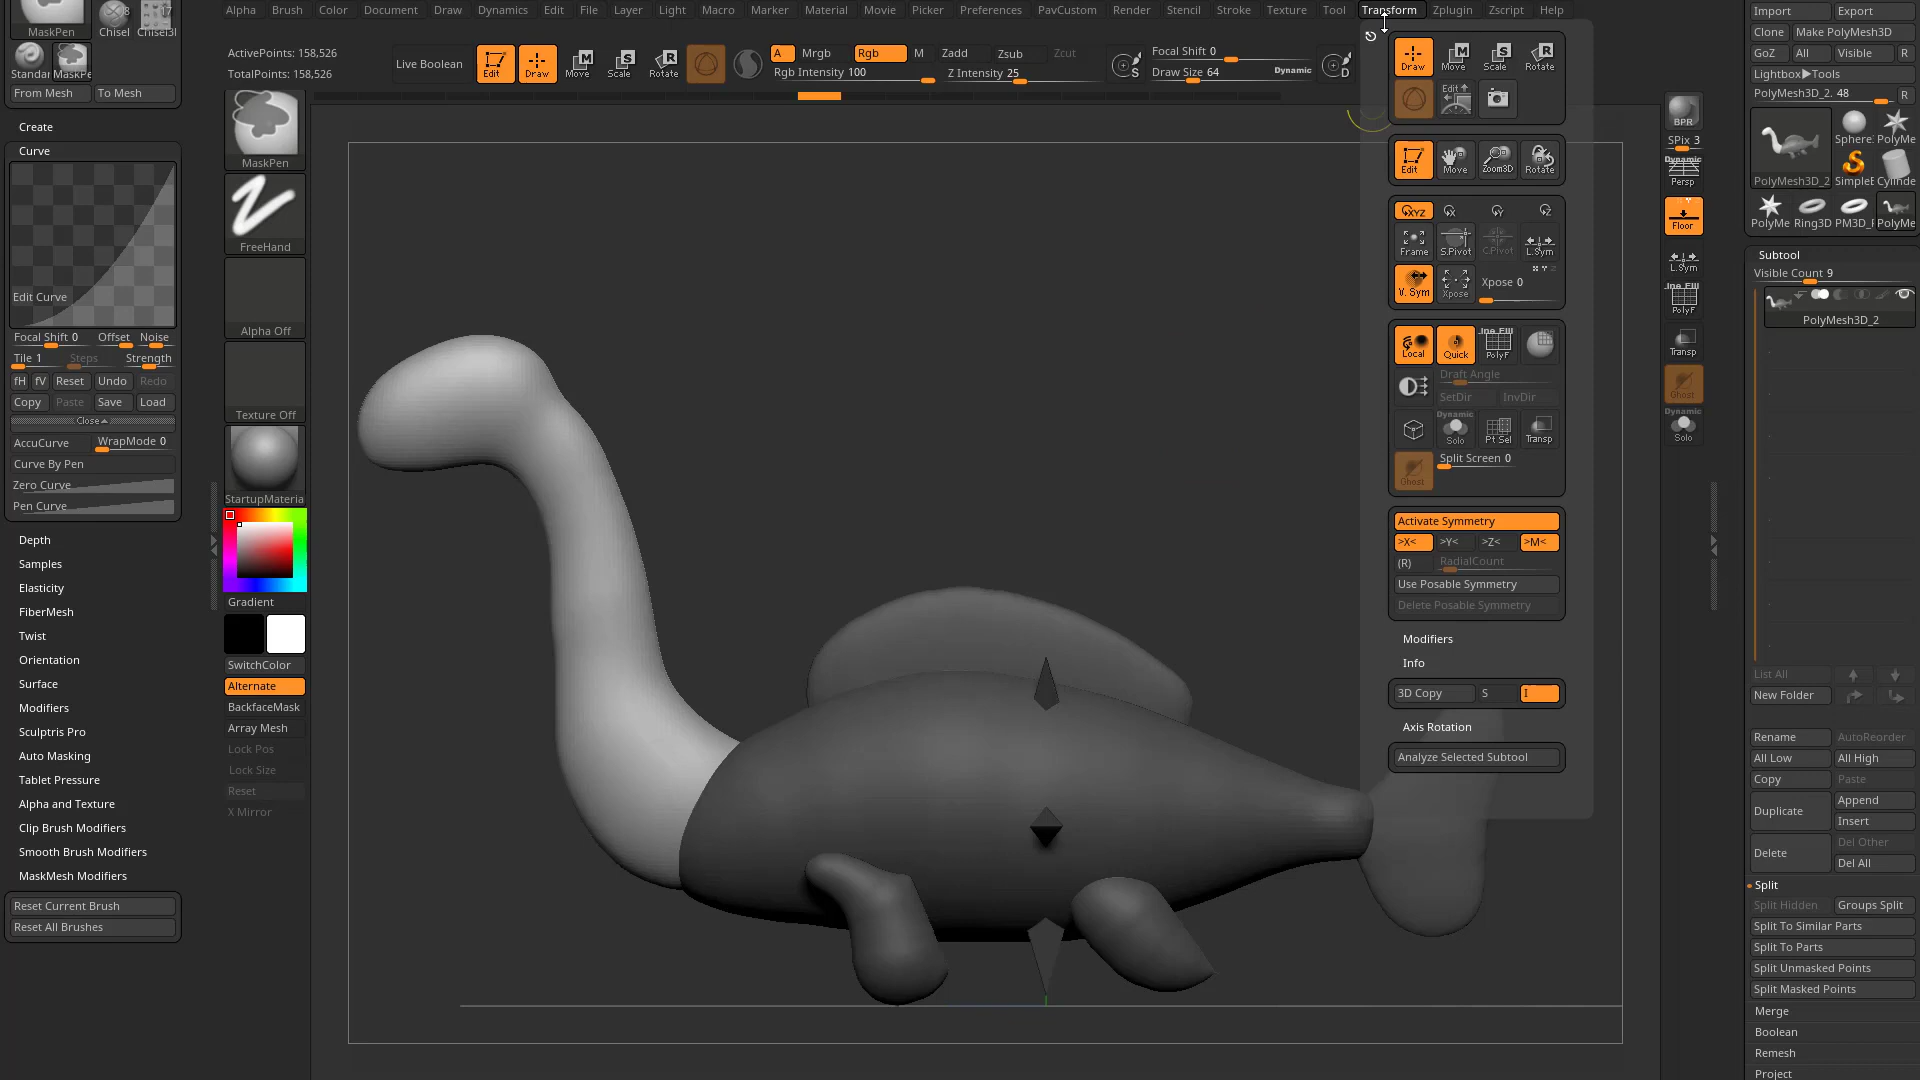 Alpha Brush Color Document Draw Dynamics Edit File Layer Light Macro Marker Material Movie Picker Preferences PavCustom Render Stencil Stroke Texture Tool Transform Zplugin Zscript Help
MaskPen
Chisel
Chisel3
17
Standar
MaskPe
From Mesh
To Mesh
Create
Curve
Edit Curve
Focal Shift 0
Offset
Noise
Tile 1
Steps
Strength
fH
fV
Reset
Undo
Redo
Copy
Paste
Save
Load
Close
AccuCurve
WrapMode 0
Curve By Pen
Zero Curve
Pen Curve
Depth
Samples
Elasticity
FiberMesh
Twist
Orientation
Surface
Modifiers
Sculptris Pro
Auto Masking
Tablet Pressure
Alpha and Texture
Clip Brush Modifiers
Smooth Brush Modifiers
MaskMesh Modifiers
Reset Current Brush
Reset All Brushes
ActivePoints: 158,526
TotalPoints: 158,526
Live Boolean
Edit
Draw
Move
Scale
Rotate
A
Mrgb
Rgb
M
Rgb Intensity 100
Zadd
Zsub
Zcut
Z Intensity 25
S
Focal Shift 0
Draw Size 64
Dynamic
D
MaskPen
FreeHand
Alpha Off
Texture Off
StartupMateria
Gradient
SwitchColor
Alternate
BackfaceMask
Array Mesh
Lock Pos
Lock Size
Reset
X Mirror
Draw
Move
Scale
Rotate
Edit
Edit
Move
Zoom3D
Rotate
XYZ
X
Y
Z
Frame
S.Pivot
C.Pivot
L.Sym
V. Sym
Xpose
Xpose 0
Local
Quick
Line Fill
PolyF
Draft Angle
SetDir
InvDir
Dynamic
Solo
Pt Sel
Transp
Ghost
Split Screen 0
Activate Symmetry
>X<
>Y<
>Z<
>M<
(R)
RadialCount
Use Posable Symmetry
Delete Posable Symmetry
Modifiers
Info
3D Copy
S
I
Axis Rotation
Analyze Selected Subtool
BPR
SPix 3
Dynamic
Persp
Floor
L.Sym
Line Fill
PolyF
Transp
Ghost
Dynamic
Solo
Import
Export
Clone
Make PolyMesh3D
GoZ
All
Visible
R
Lightbox▶Tools
PolyMesh3D_2. 48
R
PolyMesh3D_2
Sphere
PolyMe
SimpleE
Cylinde
PolyMe
Ring3D
PM3D_F
PolyMe
Subtool
Visible Count 9
PolyMesh3D_2
List All
New Folder
Rename
AutoReorder
All Low
All High
Copy
Paste
Duplicate
Append
Insert
Delete
Del Other
Del All
Split
Split Hidden
Groups Split
Split To Similar Parts
Split To Parts
Split Unmasked Points
Split Masked Points
Merge
Boolean
Remesh
Project